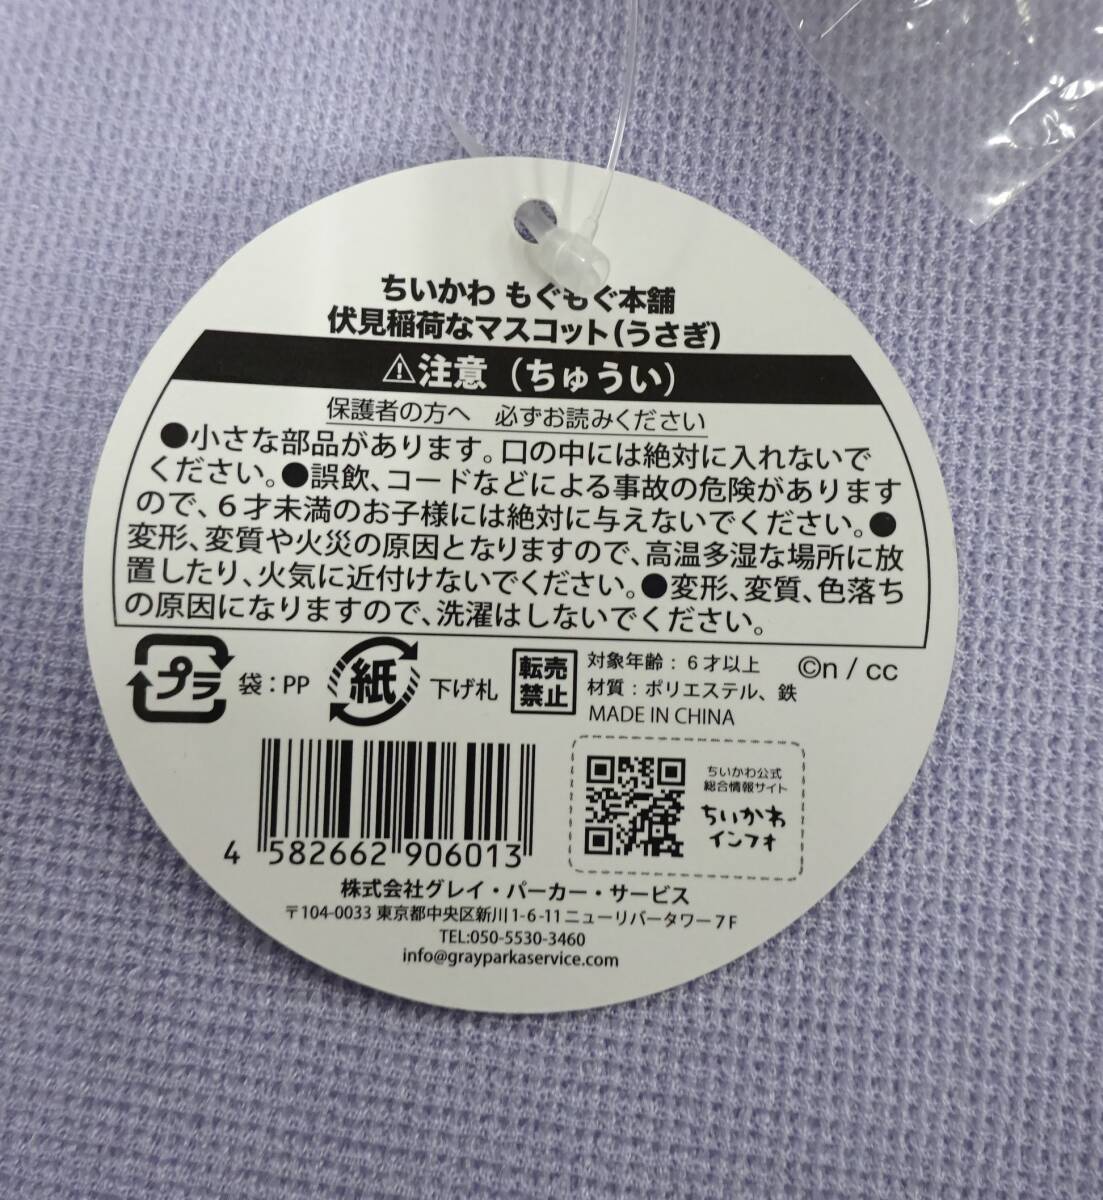 ちいかわ もぐもぐ本舗
伏見稲荷なマスコット(うさぎ)
⚠注意(ちゅうい)
保護者の方へ 必ずお読みください
●小さな部品があります。口の中には絶対に入れないで
ください。●誤飲、コードなどによる事故の危険があります
ので、6才未満のお子様には絶対に与えないでください。●
変形、変質や火災の原因となりますので、高温多湿な場所に放
置したり、火気に近付けないでください。●変形、変質、色落ち
の原因になりますので、洗濯はしないでください。
プラ 袋:PP 紙 下げ札
転売
禁止
対象年齢:6才以上
材質:ポリエステル、鉄
MADE IN CHINA
©n / cc
4 582662 906013
ちいかわ公式
総合情報サイト
ちいかわ
インフォ
株式会社グレイ・パーカー・サービス
〒104-0033 東京都中央区新川1-6-11ニューリバータワー7F
TEL:050-5530-3460
info@grayparkaservice.com